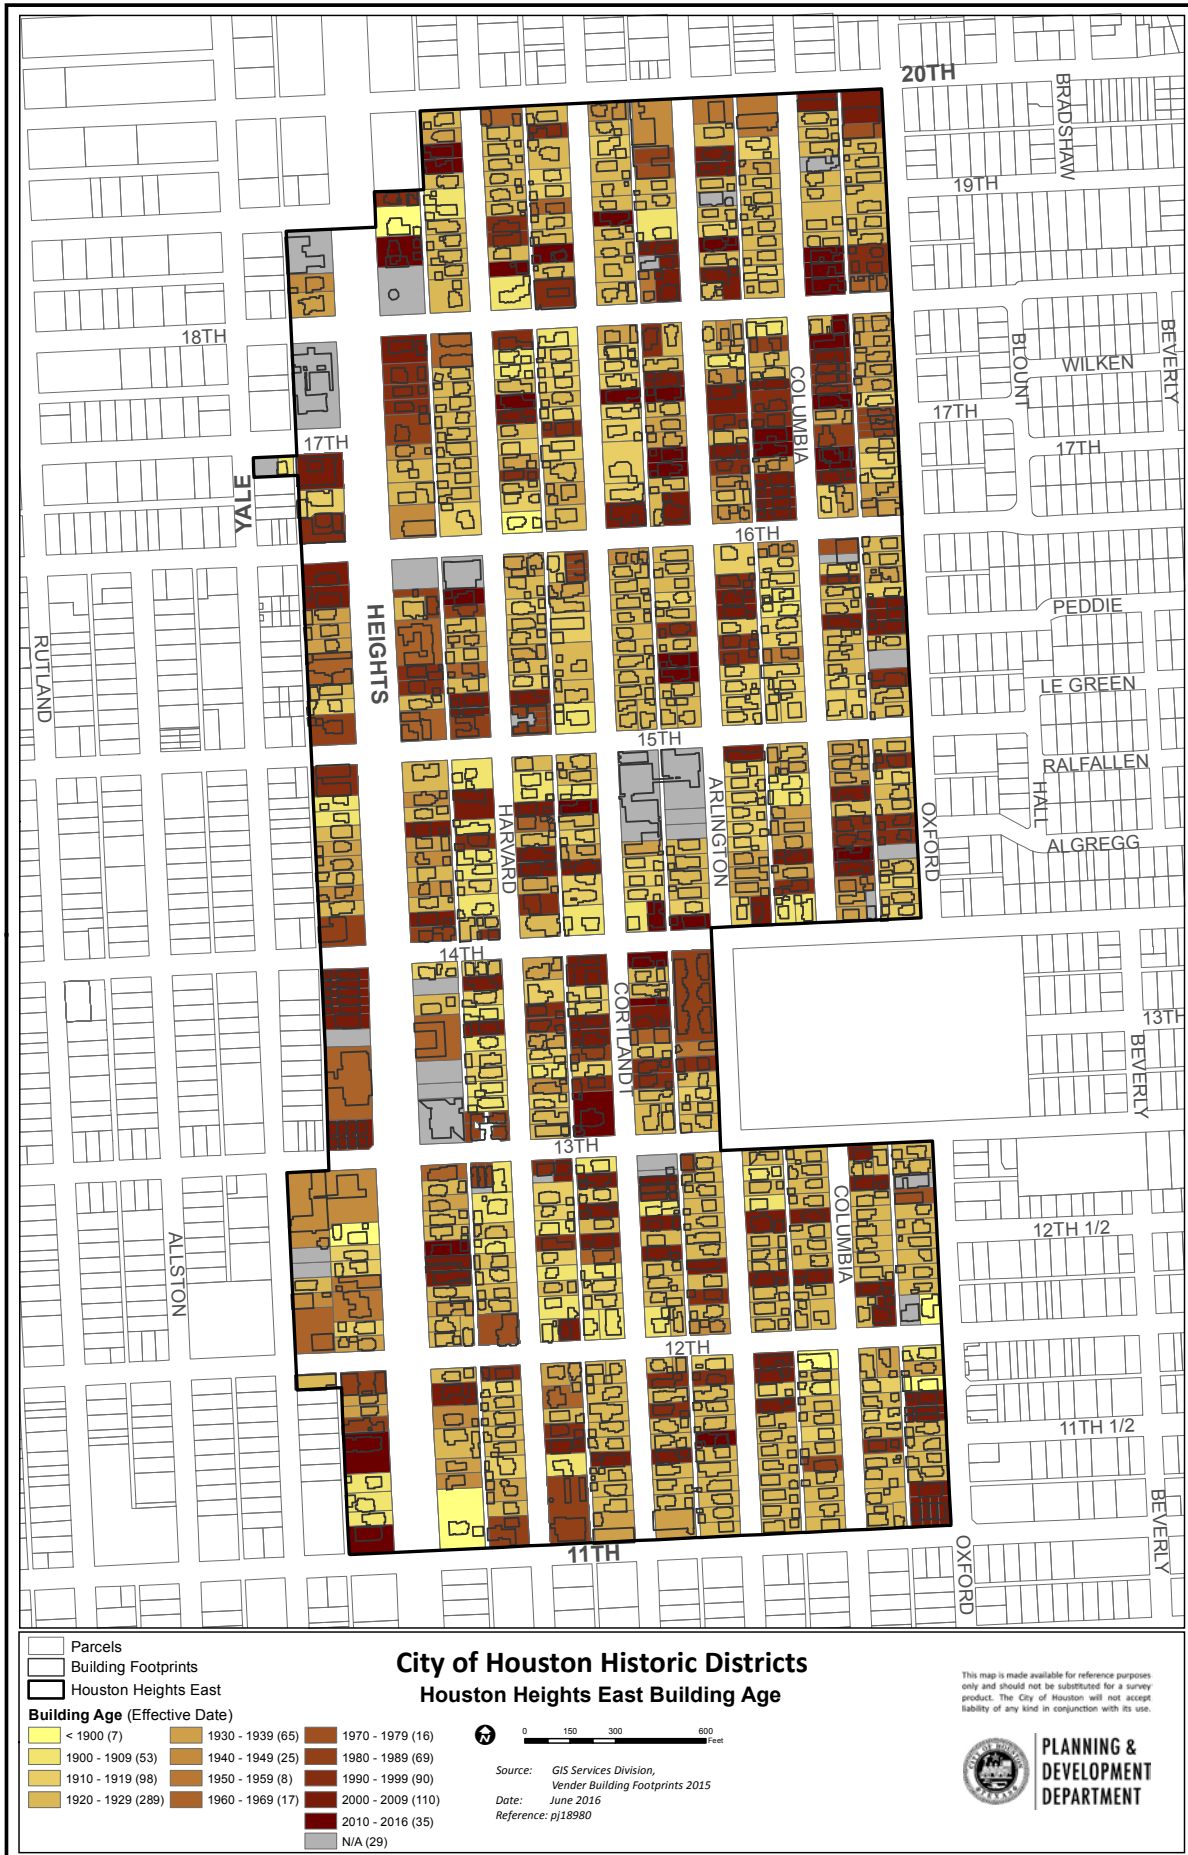 20TH
BRADSHAW
19TH
18TH
BLOUNT
BEVERLY
WILKEN
COLUMBIA
17TH
17TH
17TH
YALE
16TH
HEIGHTS
PEDDIE
RUTLAND
LE GREEN
15TH
RALFALLEN
HARVARD
ARLINGTON
OXFORD
HALL
ALGREGG
14TH
CORTLANDT
13TH
BEVERLY
13TH
COLUMBIA
12TH 1/2
ALLSTON
12TH
11TH 1/2
BEVERLY
OXFORD
11TH
Parcels
Building Footprints
Houston Heights East
Building Age (Effective Date)
< 1900 (7)
1900 - 1909 (53)
1910 - 1919 (98)
1920 - 1929 (289)
1930 - 1939 (65)
1940 - 1949 (25)
1950 - 1959 (8)
1960 - 1969 (17)
1970 - 1979 (16)
1980 - 1989 (69)
1990 - 1999 (90)
2000 - 2009 (110)
2010 - 2016 (35)
N/A (29)
City of Houston Historic Districts
Houston Heights East Building Age
N
0 150 300 600
Feet
Source: GIS Services Division,
Vender Building Footprints 2015
Date: June 2016
Reference: pj18980
This map is made available for reference purposes
only and should not be substituted for a survey
product. The City of Houston will not accept
liability of any kind in conjunction with its use.
PLANNING &
DEVELOPMENT
DEPARTMENT